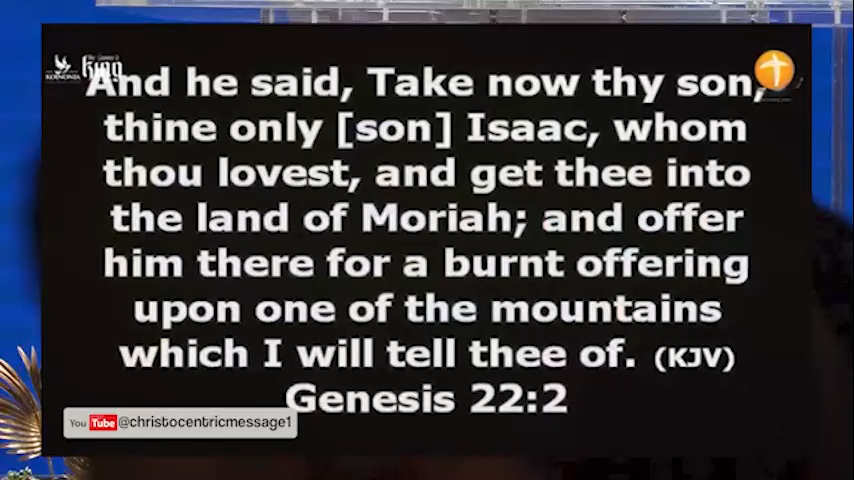 KOINONIA
And he said, Take now thy son,
thine only [son] Isaac, whom
thou lovest, and get thee into
the land of Moriah; and offer
him there for a burnt offering
upon one of the mountains
which I will tell thee of. (KJV)
Genesis 22:2
YouTube @christocentricmessage1